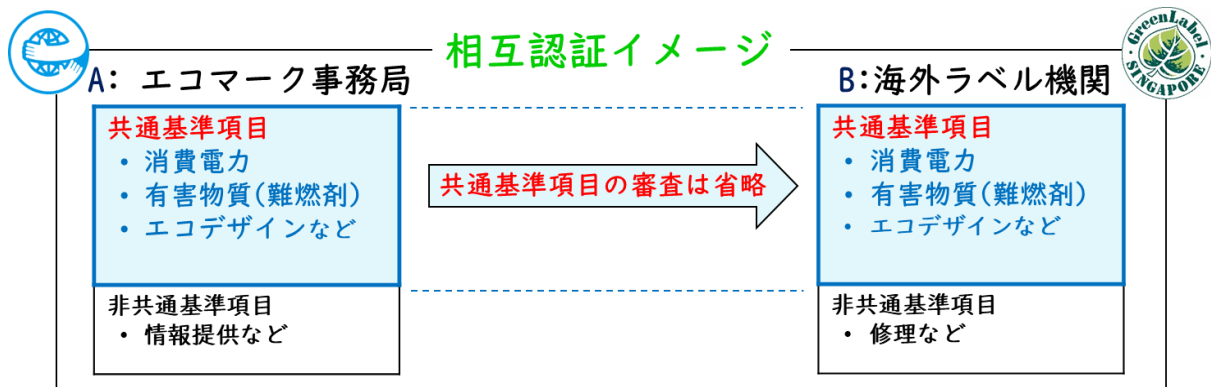 相互認証イメージ
GreenLabel
SINGAPORE
A: エコマーク事務局
B:海外ラベル機関
共通基準項目
・ 消費電力
・ 有害物質(難燃剤)
・ エコデザインなど
非共通基準項目
・ 情報提供など
共通基準項目の審査は省略
共通基準項目
・ 消費電力
・ 有害物質(難燃剤)
・ エコデザインなど
非共通基準項目
・ 修理など